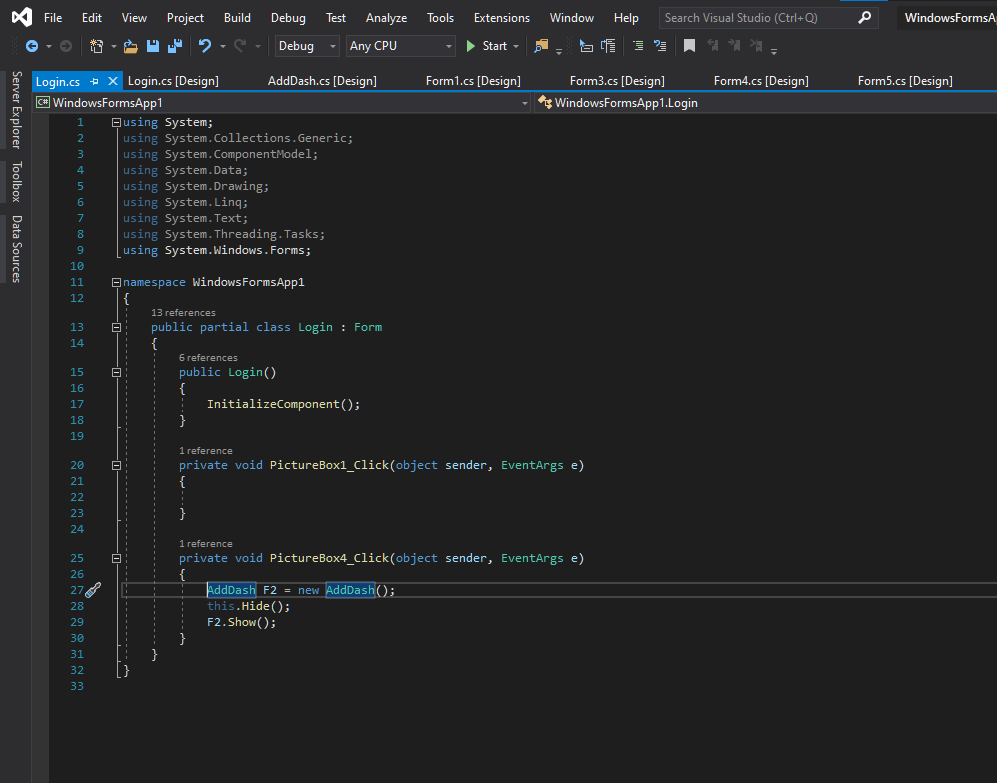 File Edit View Project Build Debug Test Analyze Tools Extensions Window Help Search Visual Studio (Ctrl+Q) WindowsFormsA
Debug Any CPU Start
Server Explorer
Toolbox
Data Sources
Login.cs Login.cs [Design] AddDash.cs [Design] Form1.cs [Design] Form3.cs [Design] Form4.cs [Design] Form5.cs [Design]
C# WindowsFormsApp1 WindowsFormsApp1.Login
1 using System;
2 using System.Collections.Generic;
3 using System.ComponentModel;
4 using System.Data;
5 using System.Drawing;
6 using System.Linq;
7 using System.Text;
8 using System.Threading.Tasks;
9 using System.Windows.Forms;
10
11 namespace WindowsFormsApp1
12 {
13 references
13 public partial class Login : Form
14 {
6 references
15 public Login()
16 {
17 InitializeComponent();
18 }
19
1 reference
20 private void PictureBox1_Click(object sender, EventArgs e)
21 {
22
23 }
24
1 reference
25 private void PictureBox4_Click(object sender, EventArgs e)
26 {
27 AddDash F2 = new AddDash();
28 this.Hide();
29 F2.Show();
30 }
31 }
32 }
33